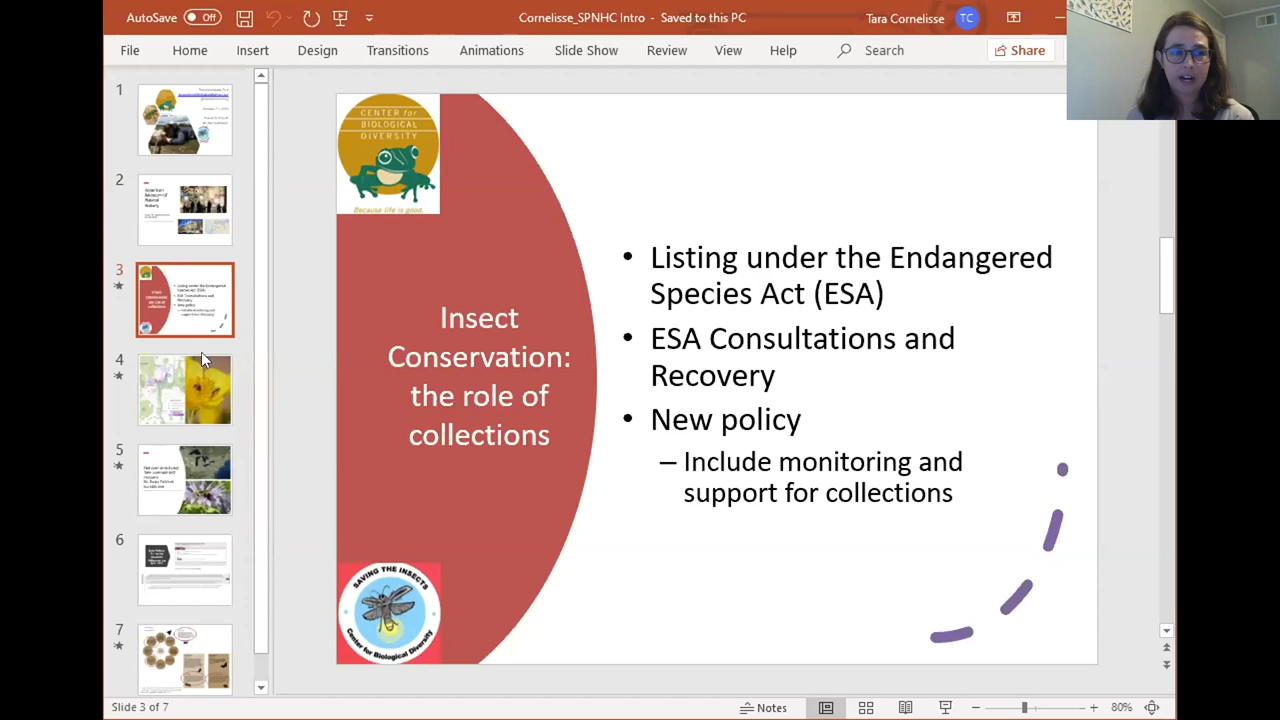 AutoSave Off
Cornelisse_SPNHC Intro - Saved to this PC
Tara Cornelisse TC
File Home Insert Design Transitions Animations Slide Show Review View Help Search Share
1
2
3
4
5
6
7
CENTER for
BIOLOGICAL
DIVERSITY
Because life is good.
Insect
Conservation:
the role of
collections
• Listing under the Endangered
Species Act (ESA)
• ESA Consultations and
Recovery
• New policy
– Include monitoring and
support for collections
SAVING THE INSECTS
Center for Biological Diversity
Slide 3 of 7
Notes
80%